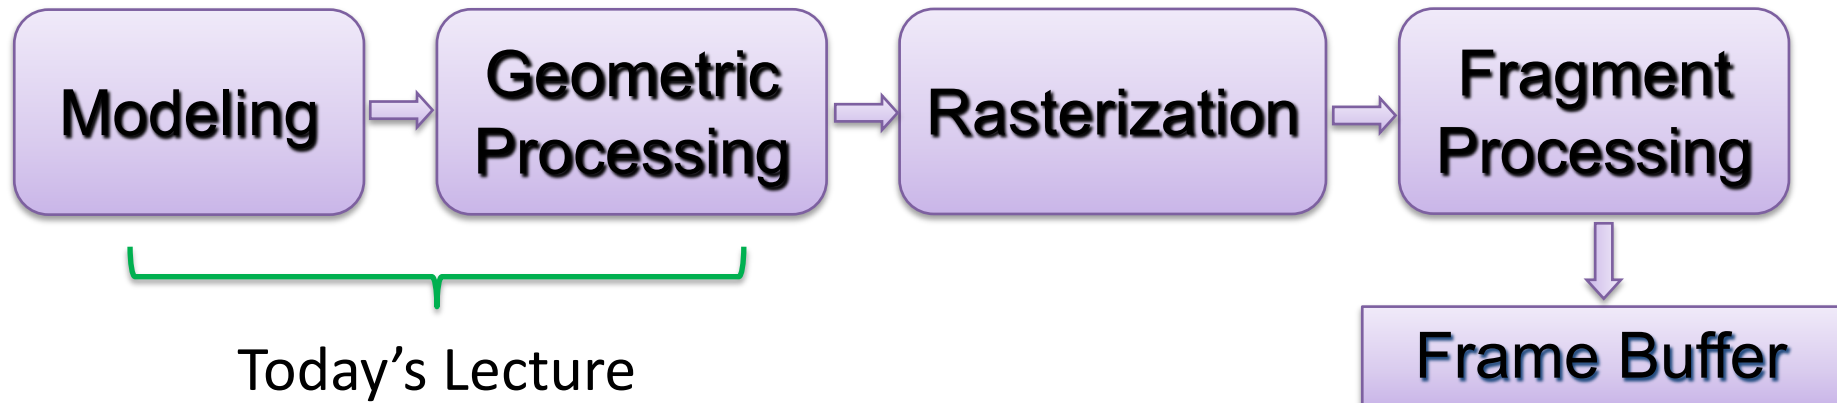 Modeling
Geometric
Processing
Rasterization
Fragment
Processing
Today’s Lecture
Frame Buffer